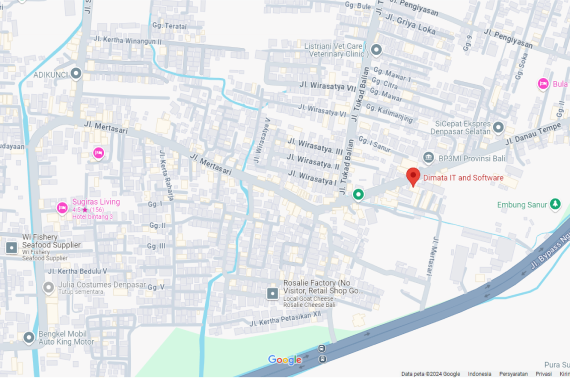 Gg. Teratai
Jl. Pengiyasan
Jl. Pengiyasan
Jl. Griya Loka
Jl. Kertha Winangun II
Listriani Vet Care |
Veterinary Clinic
Gg. 9
Jl. Tukad Balian
ADIKUNCI
Jl. Wirasatya VII
Gg. Mawar 1
Gg. Citra
Gg. Mawar
Gg. Kalimanjing
Bula
Jl. Wirasatya VI
Jl. Wirasatya V
SiCepat Ekspres
Denpasar Selatan
Jl. Danau Tempe
Jl. Mertasari
Jl. Mertasari
Gg. I Sanur
Jl. Wirasatya. III
Jl. Wirasatya. II
Jl. Wirasatya I
Jl. Tukad Balian
BP3MI Provinsi Bali
Dimata IT and Software
Jl. Kerta Raharja
Gg. I
Gg. II
Gg. III
Sugiras Living
Hotel bintang 3
Embung Sanur
Wi Fishery
Seafood Supplier
Wi Fishery
Seafood Supplier
Jl. Mertasari
Jl. Bypass Ng
Jl. Kertha Bedulu V
Gg. V
Julia Costumes Denpasar
Tutup sementara
Rosalie Factory (No
Visitor, Retail Shop Go...
Local Goat Cheese -
Rosalie Cheese Bali
Jl. Kertha Petasikan XII
Bengkel Mobil
Auto King Motor
Google
Pura Su
Data peta ©2024 Google
Indonesia
Persyaratan
Privasi
Kirim